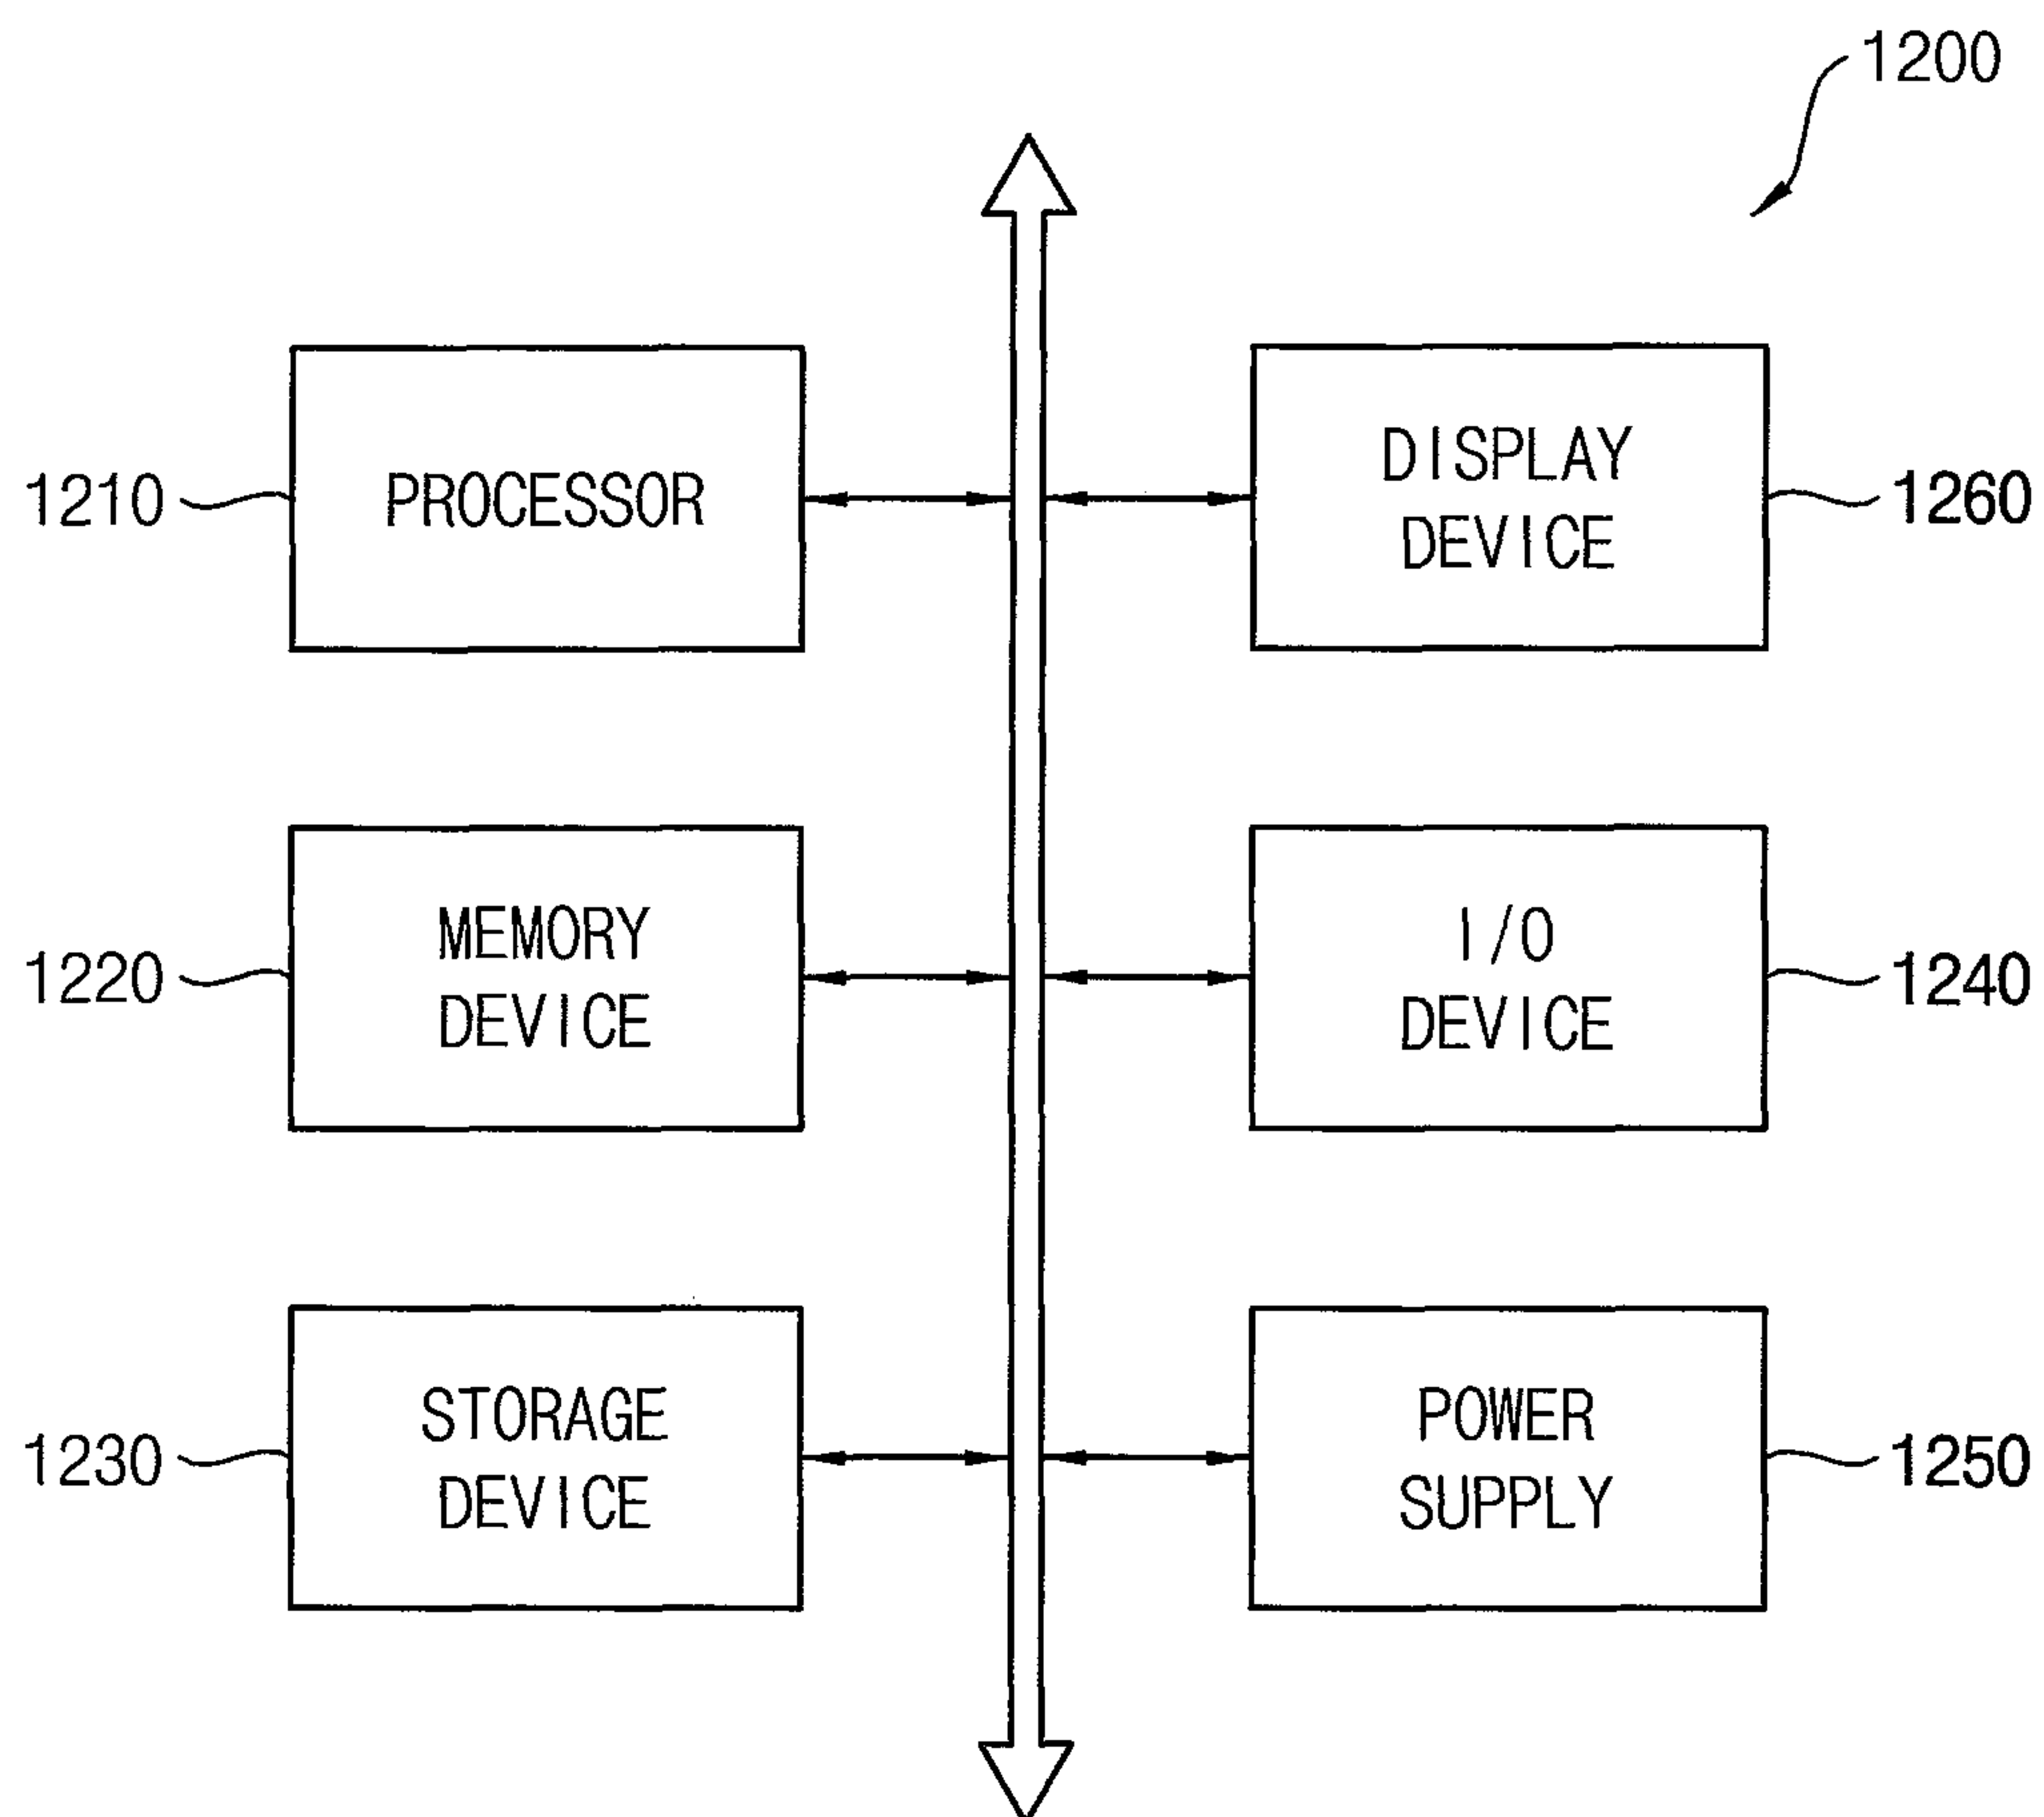 1200
1210
PROCESSOR
DISPLAY
DEVICE
1260
1220
MEMORY
DEVICE
I/O
DEVICE
1240
1230
STORAGE
DEVICE
POWER
SUPPLY
1250